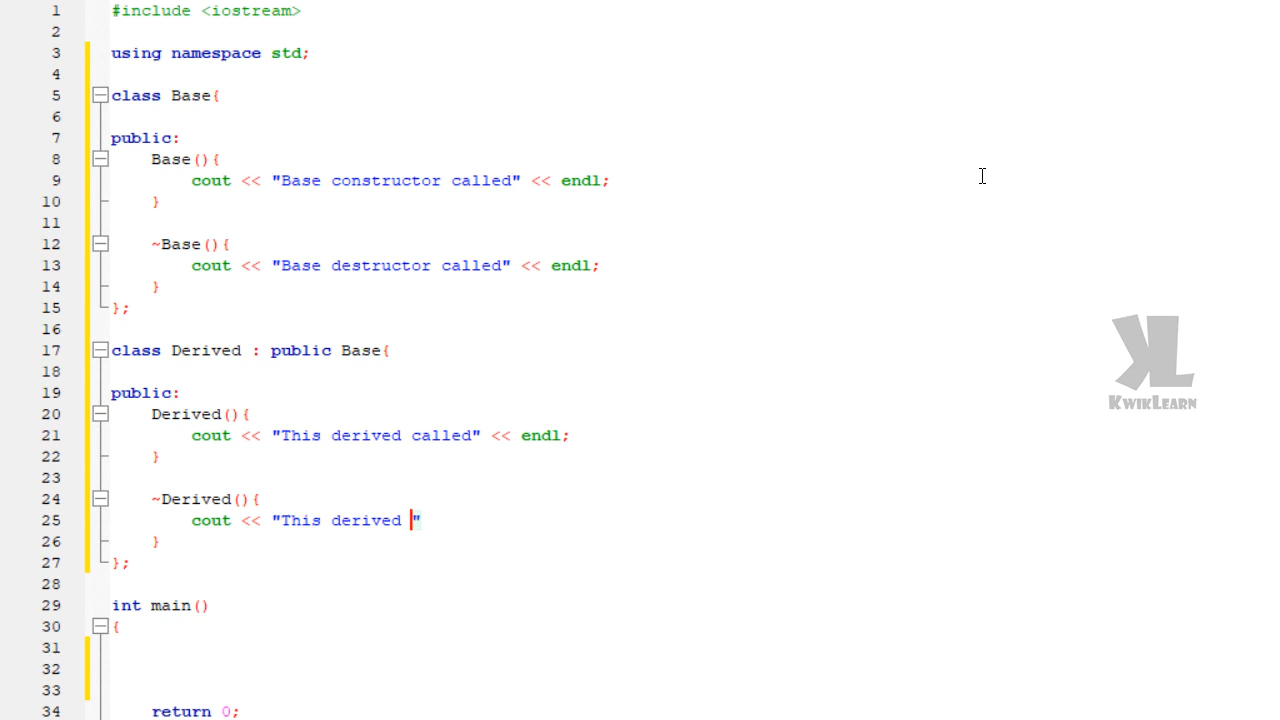 1 #include <iostream>
2
3 using namespace std;
4
5 class Base{
6
7 public:
8 Base(){
9 cout << "Base constructor called" << endl;
10 }
11
12 ~Base(){
13 cout << "Base destructor called" << endl;
14 }
15 };
16
17 class Derived : public Base{
18
19 public:
20 Derived(){
21 cout << "This derived called" << endl;
22 }
23
24 ~Derived(){
25 cout << "This derived "
26 }
27 };
28
29 int main()
30 {
31
32
33
34 return 0;
KL
KWIKLEARN